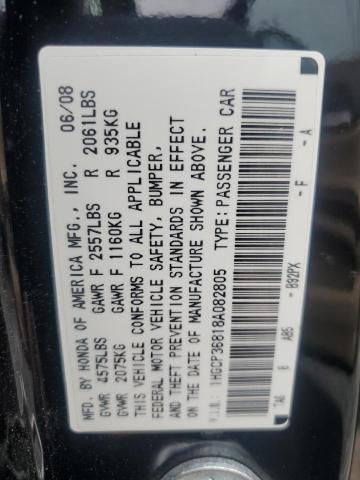 MFD. BY HONDA OF AMERICA MFG., INC. 06/08
GVWR 4575LBS GAWR F 2557LBS R 2061LBS
GVWR 2075KG GAWR F 1160KG R 935KG
THIS VEHICLE CONFORMS TO ALL APPLICABLE
FEDERAL MOTOR VEHICLE SAFETY, BUMPER,
AND THEFT PREVENTION STANDARDS IN EFFECT
ON THE DATE OF MANUFACTURE SHOWN ABOVE.
V.I.N.: 1HGCP36818A082805 TYPE:PASSENGER CAR
TA6 B A85 - B92PX - F - A